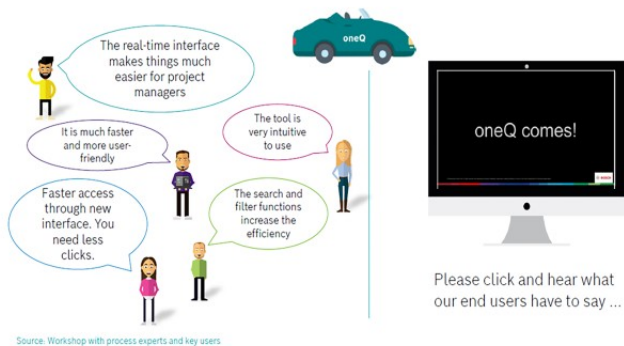 The real-time interface
makes things much
easier for project
managers
oneQ
It is much faster
and more user-
friendly
The tool is
very intuitive
to use
Faster access
through new
interface. You
need less
clicks.
The search and
filter functions
increase the
efficiency
oneQ comes!
BOSCH
Please click and hear what
our end users have to say ...
Source: Workshop with process experts and key users